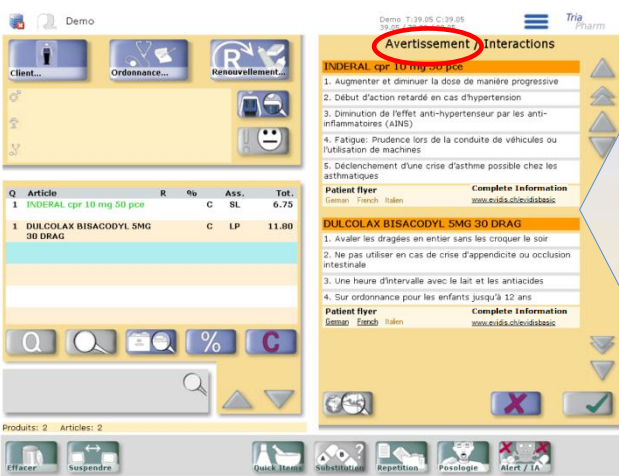 Demo
Demo T:39.05 C:39.05
Tria
Pharm
Client...
Ordonnance...
Renouvellement...
Q Article R % Ass. Tot.
1 INDERAL cpr 10 mg 50 pce C SL 6.75
1 DULCOLAX BISACODYL 5MG C LP 11.80
30 DRAG
Q
%
C
Produits: 2 Articles: 2
Avertissement / Interactions
INDERAL cpr 10 mg 50 pce
1. Augmenter et diminuer la dose de manière progressive
2. Début d'action retardé en cas d'hypertension
3. Diminution de l'effet anti-hypertenseur par les anti-
inflammatoires (AINS)
4. Fatigue: Prudence lors de la conduite de véhicules ou
l'utilisation de machines
5. Déclenchement d'une crise d'asthme possible chez les
asthmatiques
Patient flyer Complete Information
German French Italien www.evidis.ch/evidisbasic
DULCOLAX BISACODYL 5MG 30 DRAG
1. Avaler les dragées en entier sans les croquer le soir
2. Ne pas utiliser en cas de crise d'appendicite ou occlusion
intestinale
3. Une heure d'intervalle avec le lait et les antiacides
4. Sur ordonnance pour les enfants jusqu'à 12 ans
Patient flyer Complete Information
German French Italien www.evidis.ch/evidisbasic
X
Effacer
Suspendre
Quick Items
Substitution
Repetition
Posologie
Alert / IA